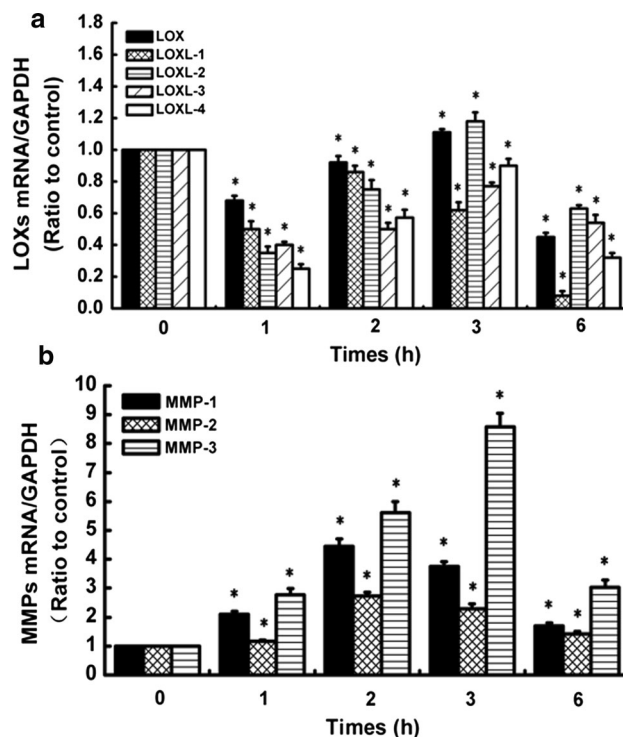 a
LOX
LOXL-1
LOXL-2
LOXL-3
LOXL-4
LOXs mRNA/GAPDH
(Ratio to control)
1.8
1.6
1.4
1.2
1.0
0.8
0.6
0.4
0.2
0.0
* * * * *
* * * * *
* * * * *
* * * * *
0 1 2 3 6
Times (h)
b
MMP-1
MMP-2
MMP-3
MMPs mRNA/GAPDH
(Ratio to control)
10
9
8
7
6
5
4
3
2
1
0
* * *
* * *
* * *
* * *
0 1 2 3 6
Times (h)